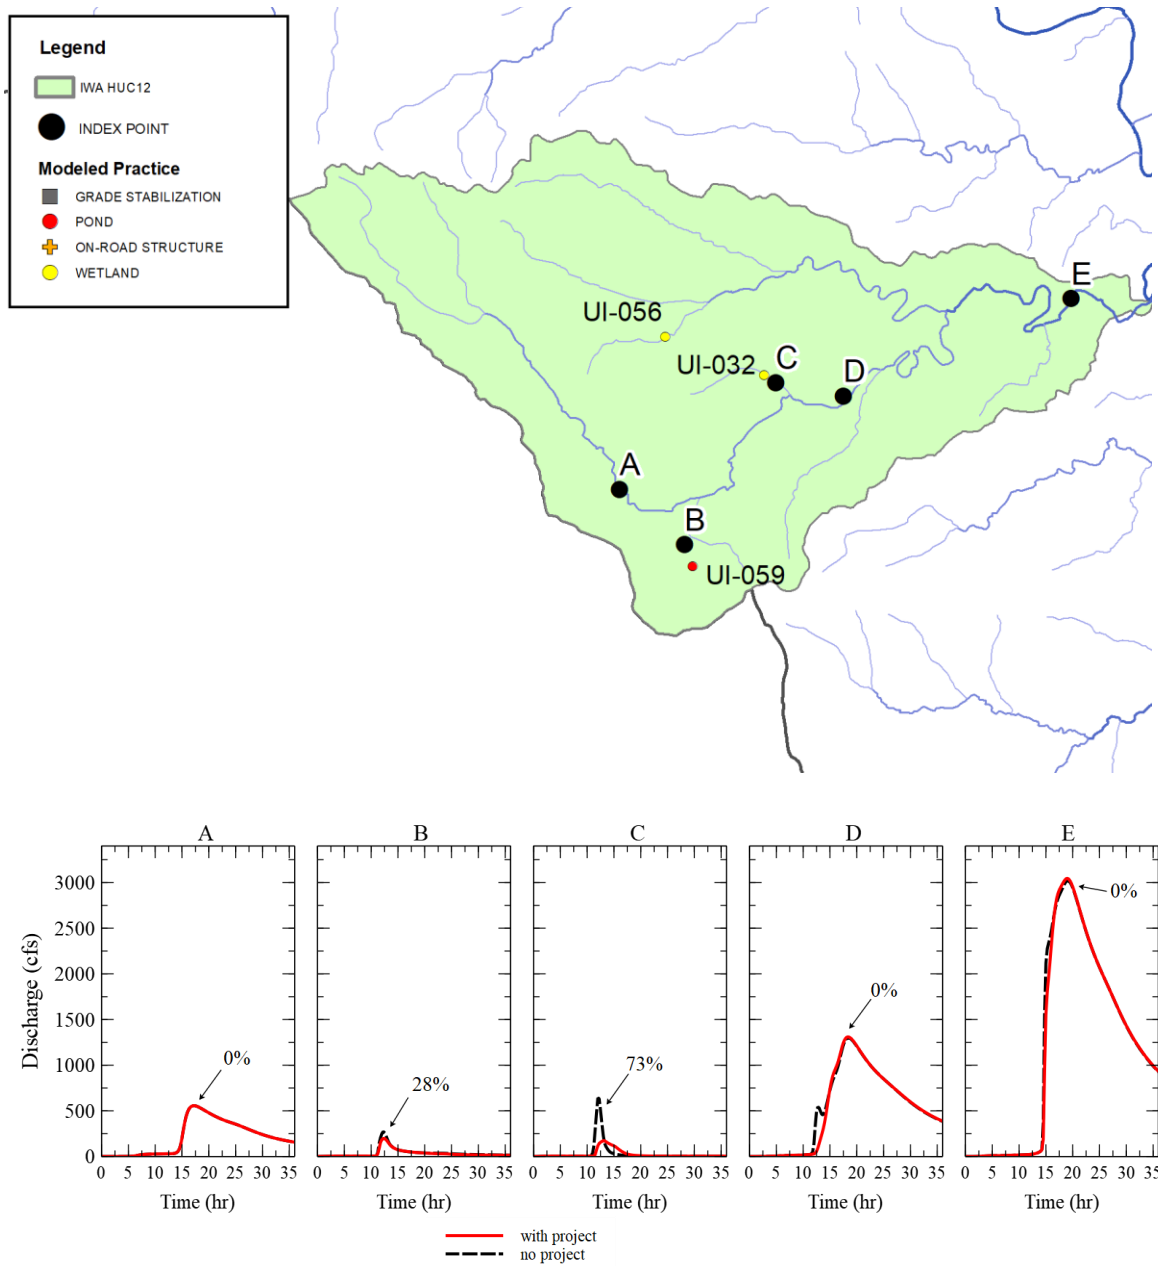 Legend
IWA HUC12
INDEX POINT
Modeled Practice
GRADE STABILIZATION
POND
ON-ROAD STRUCTURE
WETLAND
E
UI-056
UI-032
C
D
A
B
UI-059
A
B
C
D
E
Discharge (cfs)
3000
2500
2000
1500
1000
500
0
0%
28%
73%
0%
0%
0 5 10 15 20 25 30 35
0 5 10 15 20 25 30 35
0 5 10 15 20 25 30 35
0 5 10 15 20 25 30 35
0 5 10 15 20 25 30 35
Time (hr)
Time (hr)
Time (hr)
Time (hr)
Time (hr)
with project
no project